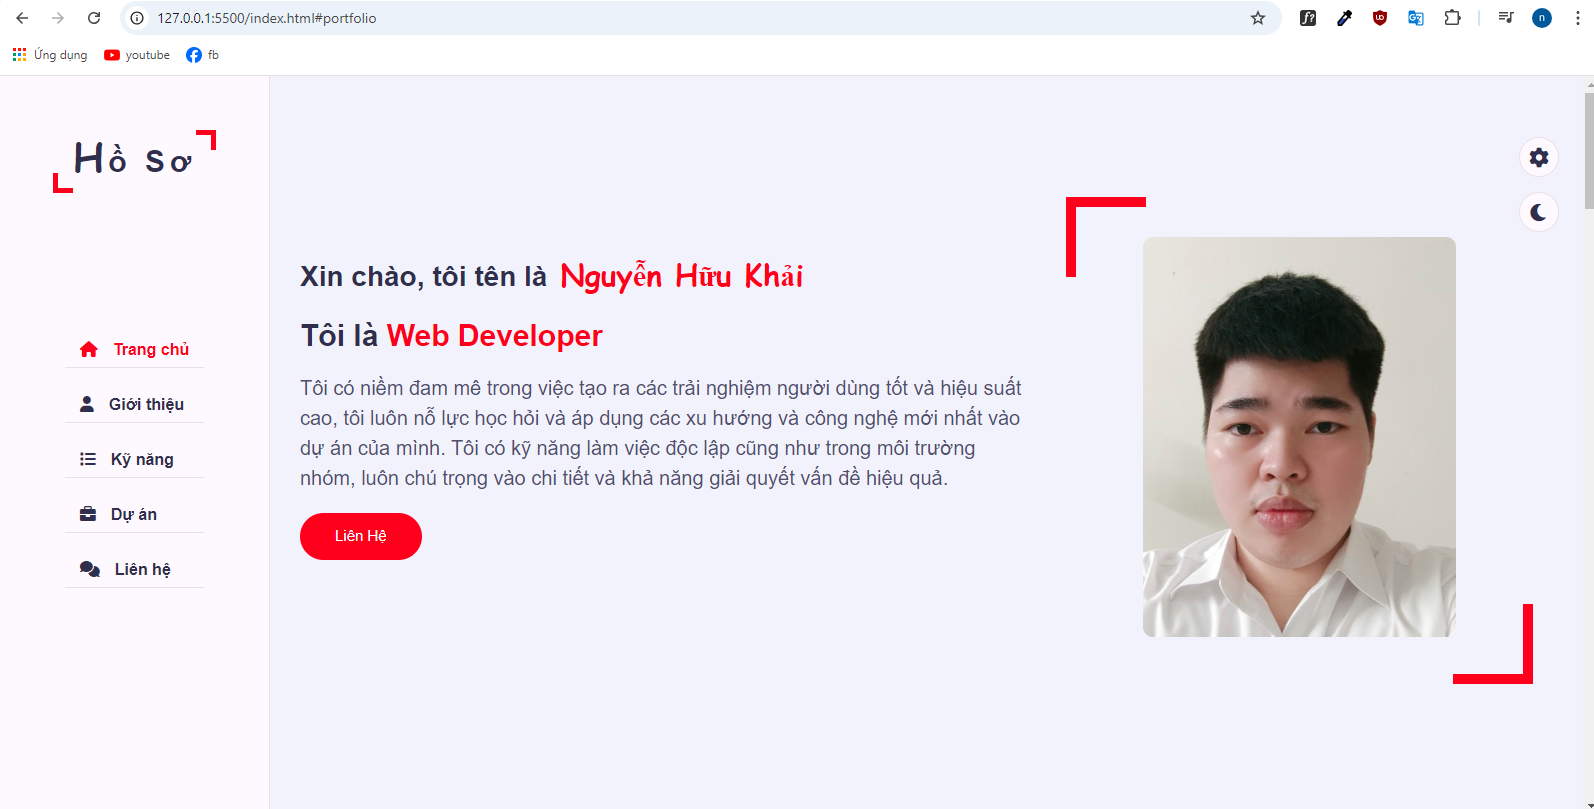 127.0.0.1:5500/index.html#portfolio
Ứng dụng youtube fb
Hồ Sơ
Trang chủ
Giới thiệu
Kỹ năng
Dự án
Liên hệ
Xin chào, tôi tên là Nguyễn Hữu Khải
Tôi là Web Developer
Tôi có niềm đam mê trong việc tạo ra các trải nghiệm người dùng tốt và hiệu suất
cao, tôi luôn nỗ lực học hỏi và áp dụng các xu hướng và công nghệ mới nhất vào
dự án của mình. Tôi có kỹ năng làm việc độc lập cũng như trong môi trường
nhóm, luôn chú trọng vào chi tiết và khả năng giải quyết vấn đề hiệu quả.
Liên Hệ
f?
n